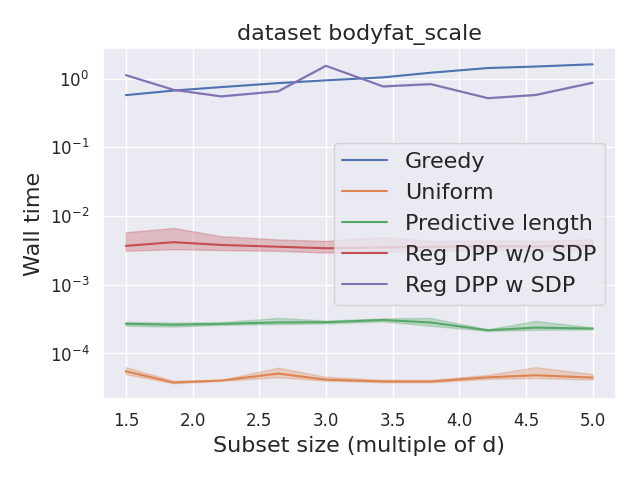 dataset bodyfat_scale
Wall time
10^0
10^−1
10^−2
10^−3
10^−4
Greedy
Uniform
Predictive length
Reg DPP w/o SDP
Reg DPP w SDP
1.5 2.0 2.5 3.0 3.5 4.0 4.5 5.0
Subset size (multiple of d)